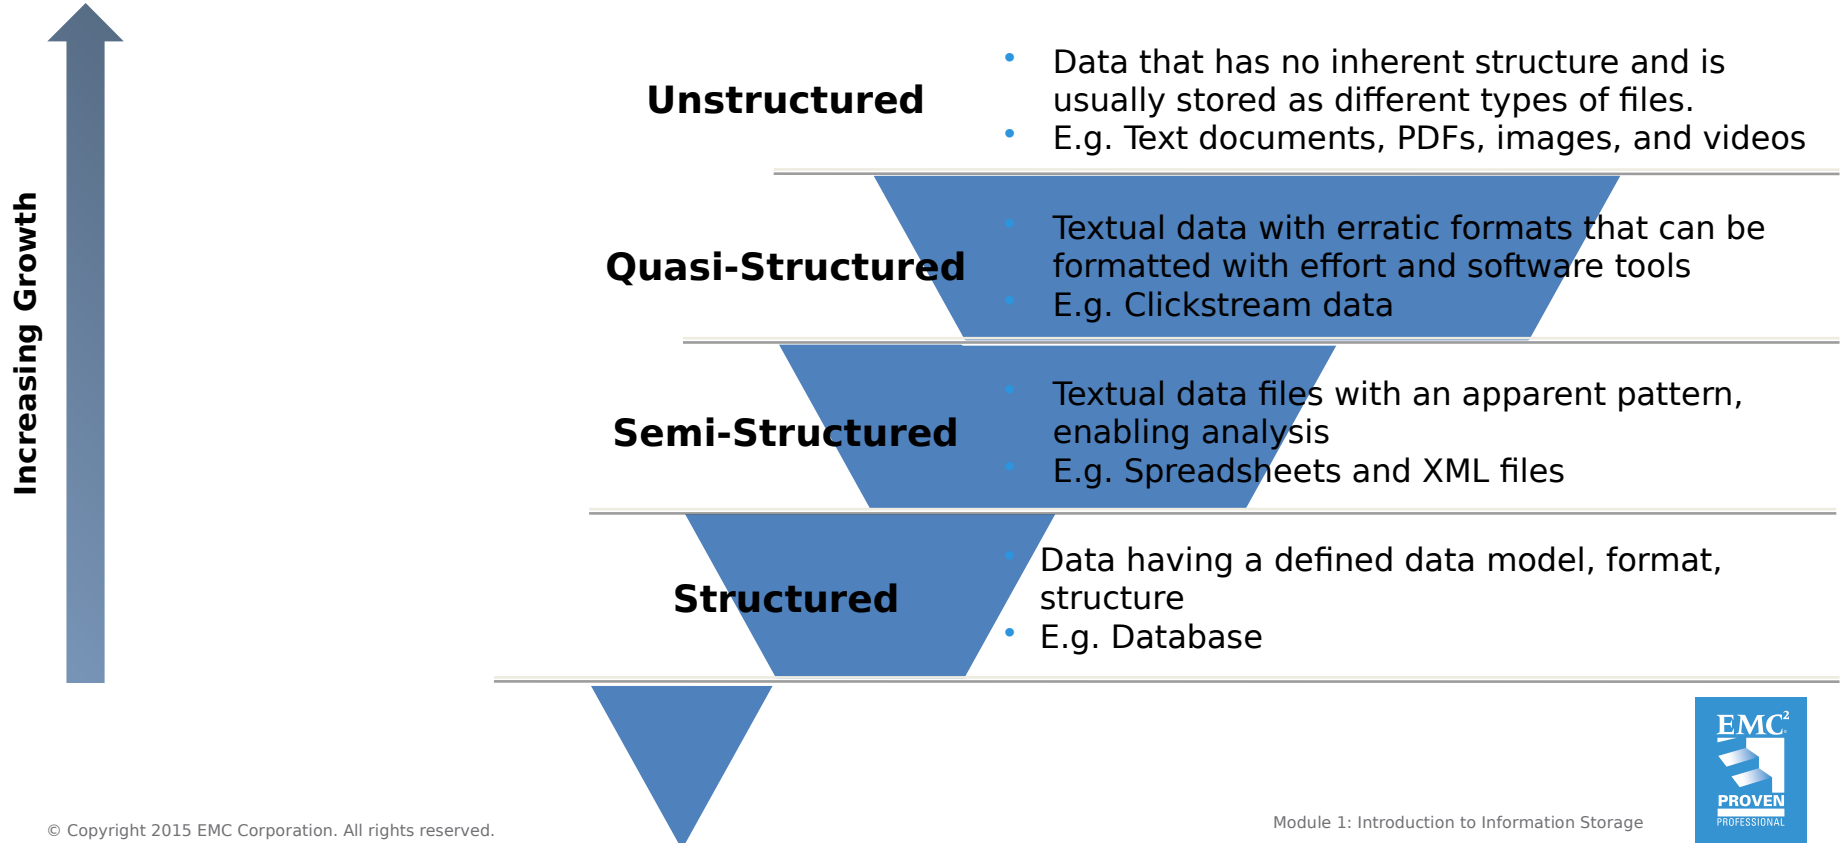 Increasing Growth
Unstructured
• Data that has no inherent structure and is
usually stored as different types of files.
• E.g. Text documents, PDFs, images, and videos
Quasi-Structured
• Textual data with erratic formats that can be
formatted with effort and software tools
• E.g. Clickstream data
Semi-Structured
• Textual data files with an apparent pattern,
enabling analysis
• E.g. Spreadsheets and XML files
Structured
• Data having a defined data model, format,
structure
• E.g. Database
© Copyright 2015 EMC Corporation. All rights reserved.
Module 1: Introduction to Information Storage
EMC²
PROVEN
PROFESSIONAL